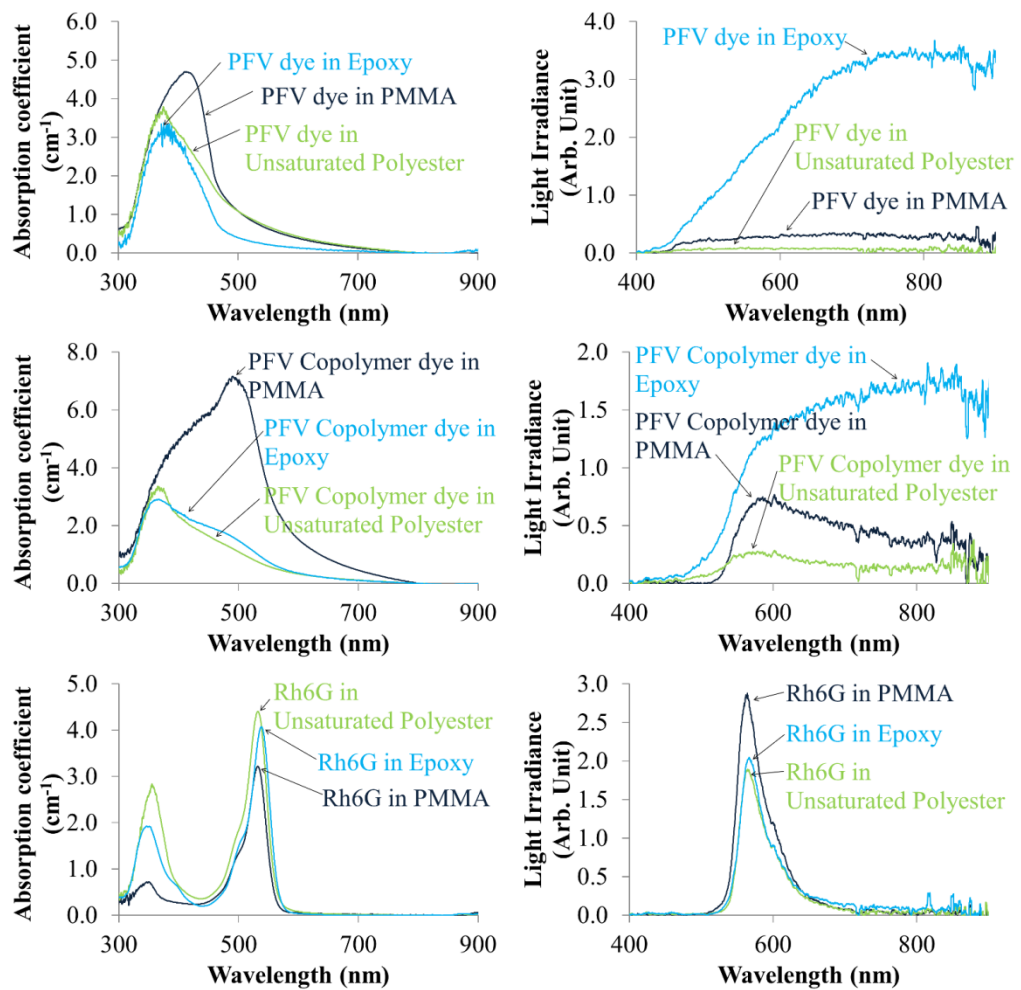 Absorption coefficient
(cm-1)
6.0
5.0
4.0
3.0
2.0
1.0
0.0
PFV dye in Epoxy
PFV dye in PMMA
PFV dye in
Unsaturated Polyester
300
500
700
900
Wavelength (nm)
Light Irradiance
(Arb. Unit)
4.0
3.0
2.0
1.0
0.0
PFV dye in Epoxy
PFV dye in
Unsaturated Polyester
PFV dye in PMMA
400
600
800
Wavelength (nm)
Absorption coefficient
(cm-1)
8.0
6.0
4.0
2.0
0.0
PFV Copolymer dye in
PMMA
PFV Copolymer dye in
Epoxy
PFV Copolymer dye in
Unsaturated Polyester
300
500
700
900
Wavelength (nm)
Light Irradiance
(Arb. Unit)
2.0
1.5
1.0
0.5
0.0
PFV Copolymer dye in
Epoxy
PFV Copolymer dye in
PMMA
PFV Copolymer dye in
Unsaturated Polyester
400
600
800
Wavelength (nm)
Absorption coefficient
(cm-1)
5.0
4.0
3.0
2.0
1.0
0.0
Rh6G in
Unsaturated Polyester
Rh6G in Epoxy
Rh6G in PMMA
300
500
700
900
Wavelength (nm)
Light Irradiance
(Arb. Unit)
3.0
2.5
2.0
1.5
1.0
0.5
0.0
Rh6G in PMMA
Rh6G in Epoxy
Rh6G in
Unsaturated Polyester
400
600
800
Wavelength (nm)